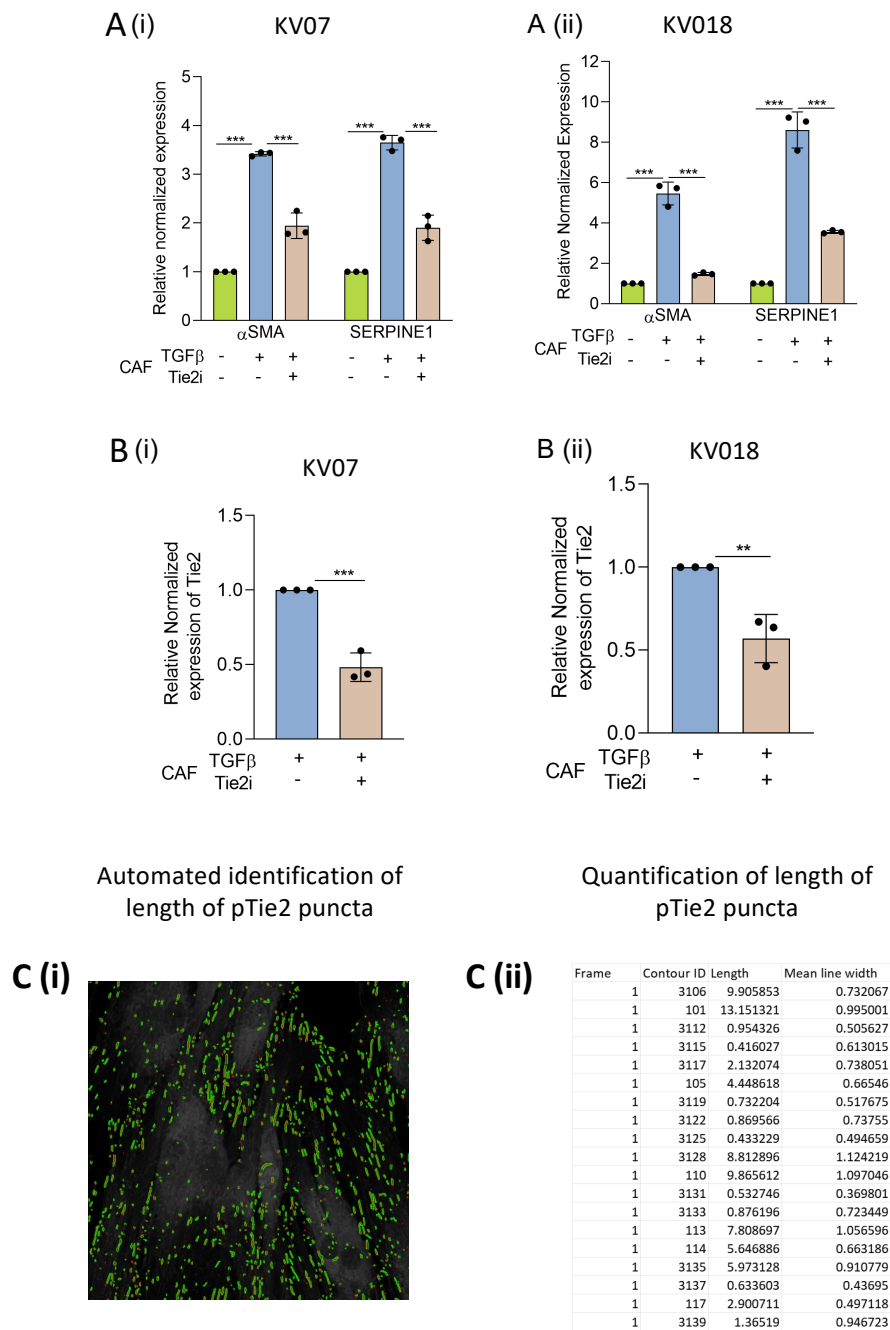 A (i)
KV07
Relative normalized expression
5
4
3
2
1
0
*** *** *** ***
αSMA SERPINE1
CAF
TGFβ - + + - + +
Tie2i - - + - - +
A (ii)
KV018
Relative Normalized Expression
12
10
8
6
4
2
0
*** *** *** ***
αSMA SERPINE1
CAF
TGFβ - + + - + +
Tie2i - - + - - +
B (i)
KV07
Relative Normalized
expression of Tie2
1.5
1.0
0.5
0.0
***
CAF
TGFβ + +
Tie2i - +
B (ii)
KV018
Relative Normalized
expression of Tie2
1.5
1.0
0.5
0.0
**
CAF
TGFβ + +
Tie2i - +
Automated identification of
length of pTie2 puncta
C (i)
Quantification of length of
pTie2 puncta
C (ii)
Frame Contour ID Length Mean line width
1 3106 9.905853 0.732067
1 101 13.151321 0.995001
1 3112 0.954326 0.505627
1 3115 0.416027 0.613015
1 3117 2.132074 0.738051
1 105 4.448618 0.66546
1 3119 0.732204 0.517675
1 3122 0.869566 0.73755
1 3125 0.433229 0.494659
1 3128 8.812896 1.124219
1 110 9.865612 1.097046
1 3131 0.532746 0.369801
1 3133 0.876196 0.723449
1 113 7.808697 1.056596
1 114 5.646886 0.663186
1 3135 5.973128 0.910779
1 3137 0.633603 0.43695
1 117 2.900711 0.497118
1 3139 1.36519 0.946723